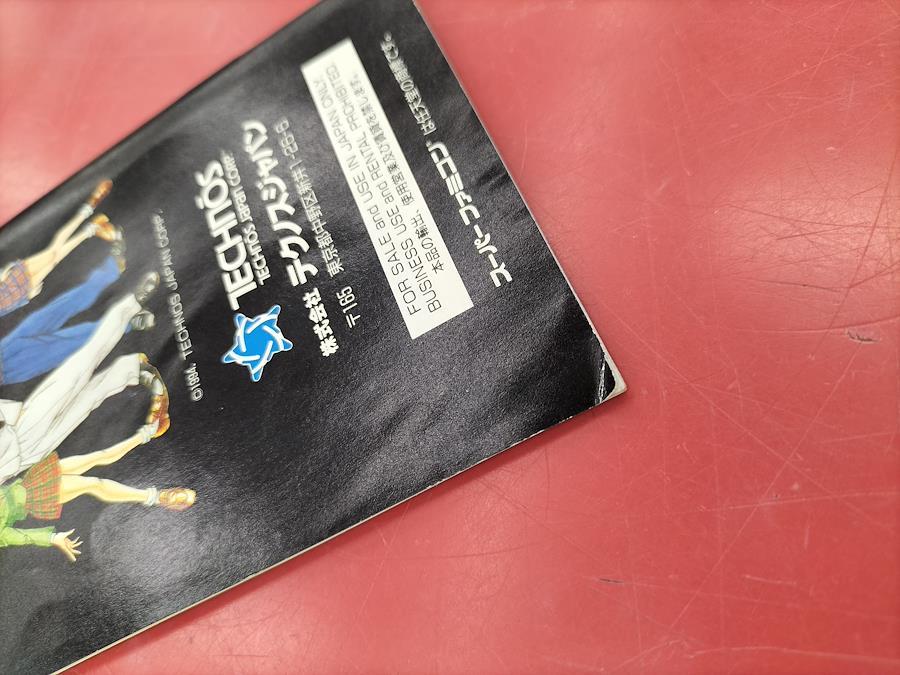 ©1994, TECHNOS JAPAN CORP.
TECHNOS
TECHNOS JAPAN CORP.
株式会社 テクノスジャパン
〒165 東京都中野区新井1-26-6
FOR SALE and USE IN JAPAN ONLY.
BUSINESS USE and RENTAL PROHIBITED.
本品の輸出、使用営業及び賃貸を禁じます。
スーパーファミコン®は任天堂の商標です。